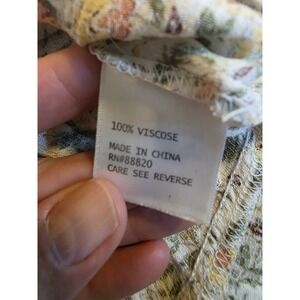 100% VISCOSE
MADE IN CHINA
RN#88820
CARE SEE REVERSE